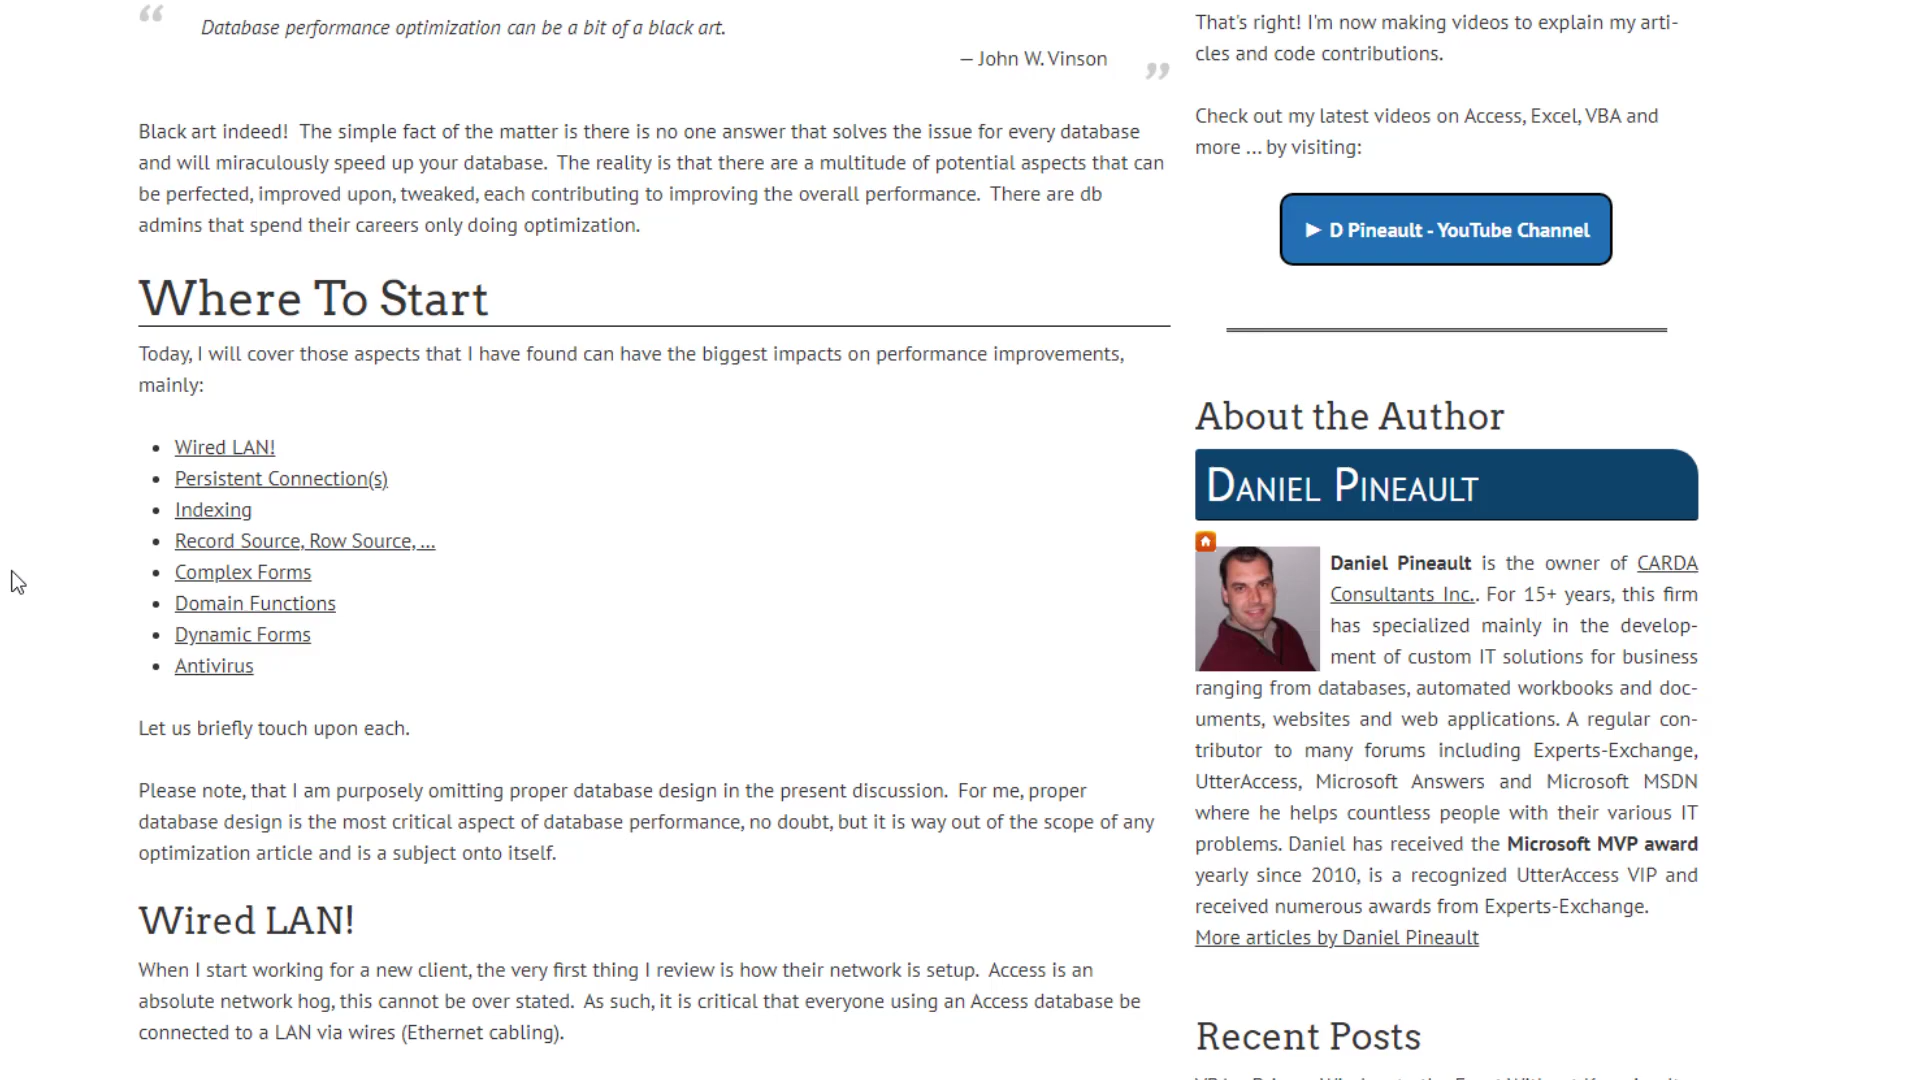 “
Database performance optimization can be a bit of a black art.
— John W. Vinson
”
Black art indeed!  The simple fact of the matter is there is no one answer that solves the issue for every database
and will miraculously speed up your database.  The reality is that there are a multitude of potential aspects that can
be perfected, improved upon, tweaked, each contributing to improving the overall performance.  There are db
admins that spend their careers only doing optimization.
Where To Start
Today, I will cover those aspects that I have found can have the biggest impacts on performance improvements,
mainly:
• Wired LAN!
• Persistent Connection(s)
• Indexing
• Record Source, Row Source, ...
• Complex Forms
• Domain Functions
• Dynamic Forms
• Antivirus
Let us briefly touch upon each.
Please note, that I am purposely omitting proper database design in the present discussion.  For me, proper
database design is the most critical aspect of database performance, no doubt, but it is way out of the scope of any
optimization article and is a subject onto itself.
Wired LAN!
When I start working for a new client, the very first thing I review is how their network is setup.  Access is an
absolute network hog, this cannot be over stated.  As such, it is critical that everyone using an Access database be
connected to a LAN via wires (Ethernet cabling).
That's right! I'm now making videos to explain my arti-
cles and code contributions.
Check out my latest videos on Access, Excel, VBA and
more ... by visiting:
► D Pineault - YouTube Channel
About the Author
Daniel Pineault
Daniel Pineault is the owner of CARDA
Consultants Inc.. For 15+ years, this firm
has specialized mainly in the develop-
ment of custom IT solutions for business
ranging from databases, automated workbooks and doc-
uments, websites and web applications. A regular con-
tributor to many forums including Experts-Exchange,
UtterAccess, Microsoft Answers and Microsoft MSDN
where he helps countless people with their various IT
problems. Daniel has received the Microsoft MVP award
yearly since 2010, is a recognized UtterAccess VIP and
received numerous awards from Experts-Exchange.
More articles by Daniel Pineault
Recent Posts